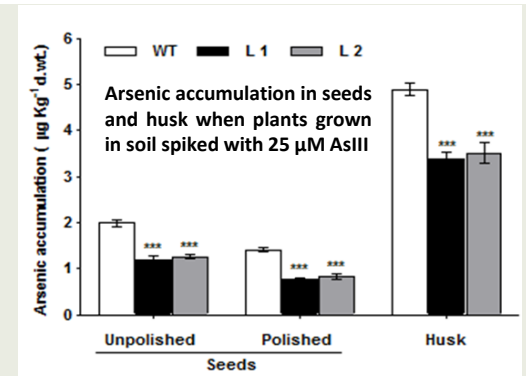 6
WT L 1 L 2
5
Arsenic accumulation in seeds
and husk when plants grown
in soil spiked with 25 µM AsIII
4
3
2
1
0
Arsenic accumulation ( µg Kg⁻¹ d.wt.)
*** ***
*** ***
*** ***
Unpolished Polished Husk
Seeds